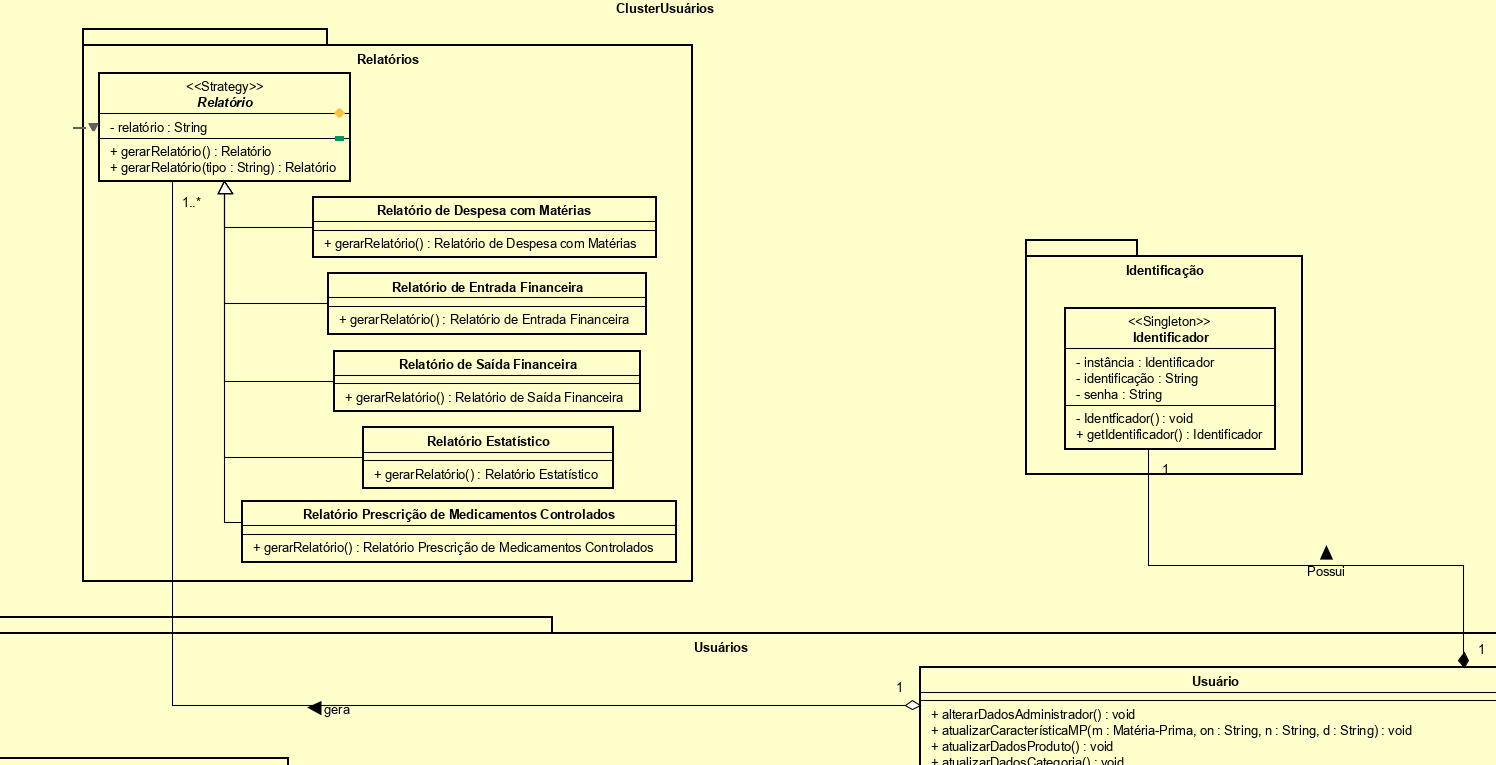 ClusterUsuários
Relatórios
<<Strategy>>
Relatório
- relatório : String
+ gerarRelatório() : Relatório
+ gerarRelatório(tipo : String) : Relatório
1..*
Relatório de Despesa com Matérias
+ gerarRelatório() : Relatório de Despesa com Matérias
Relatório de Entrada Financeira
+ gerarRelatório() : Relatório de Entrada Financeira
Relatório de Saída Financeira
+ gerarRelatório() : Relatório de Saída Financeira
Relatório Estatístico
+ gerarRelatório() : Relatório Estatístico
Relatório Prescrição de Medicamentos Controlados
+ gerarRelatório() : Relatório Prescrição de Medicamentos Controlados
Identificação
<<Singleton>>
Identificador
- instância : Identificador
- identificação : String
- senha : String
- Identficador() : void
+ getIdentificador() : Identificador
1
Possui
1
Usuários
1
gera
Usuário
+ alterarDadosAdministrador() : void
+ atualizarCaracterísticaMP(m : Matéria-Prima, on : String, n : String, d : String) : void
+ atualizarDadosProduto() : void
+ atualizarDadosCategoria() : void